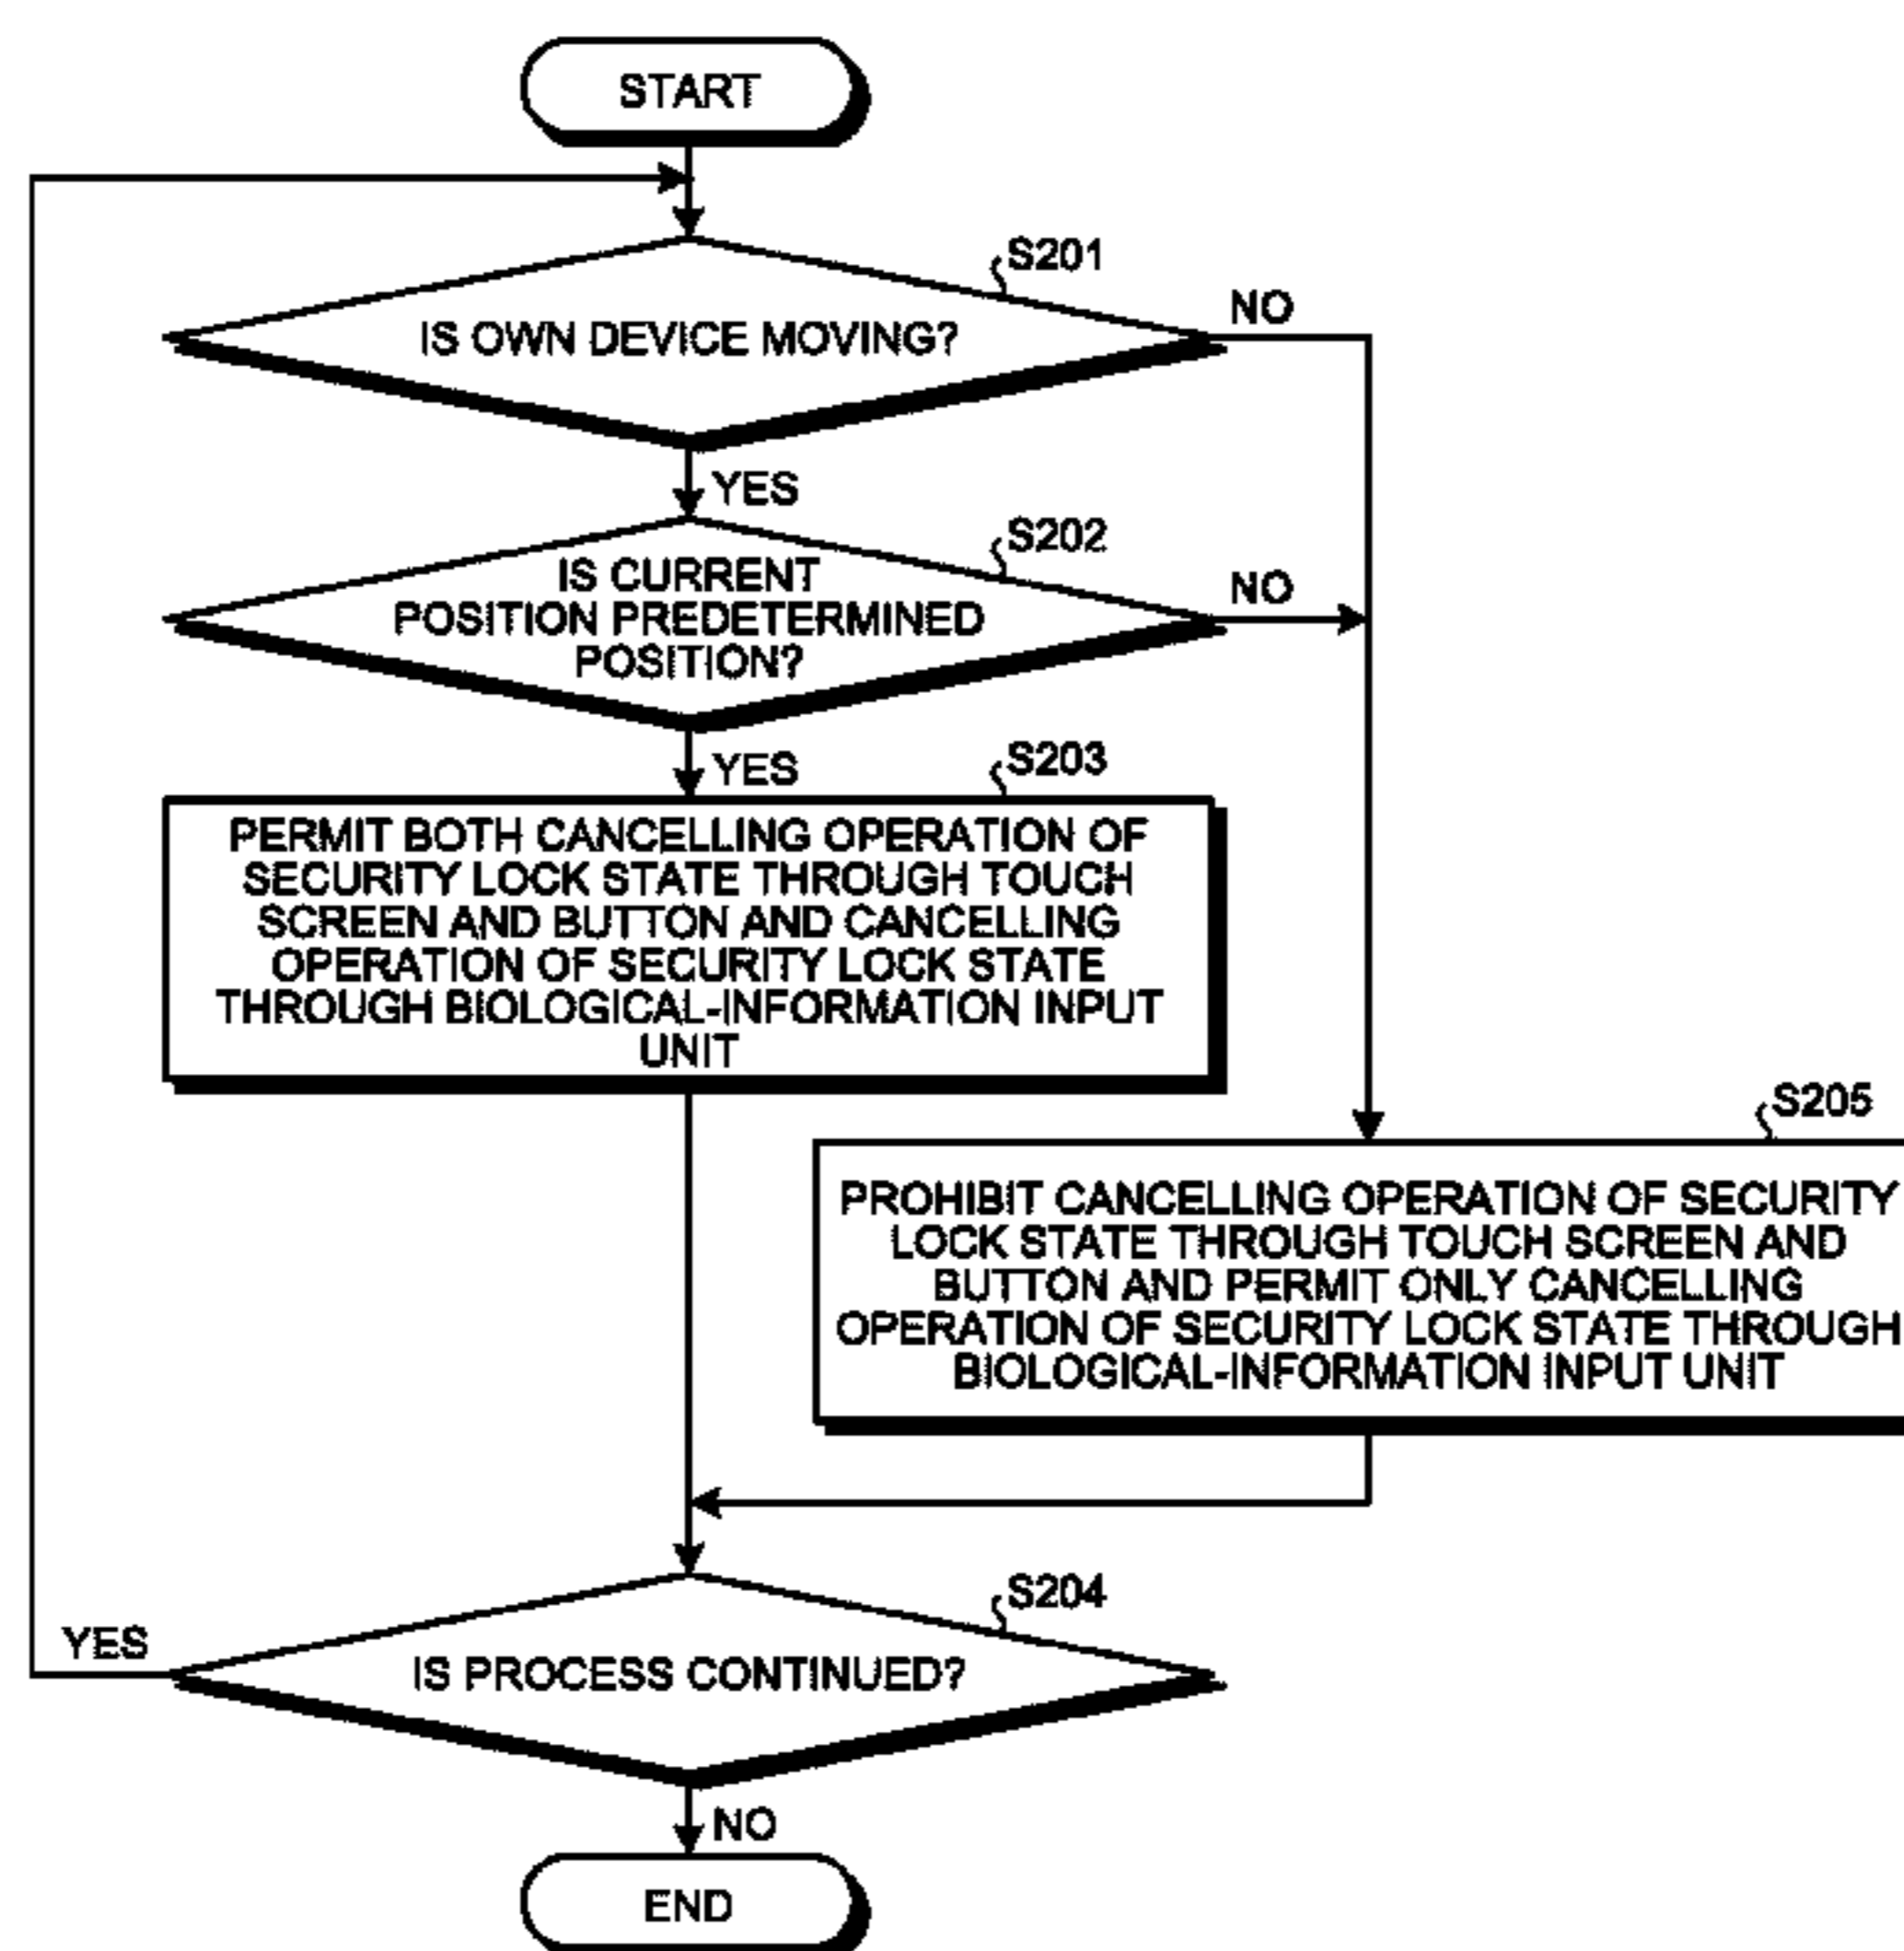 START
S201
IS OWN DEVICE MOVING?
NO
YES
S202
IS CURRENT
POSITION PREDETERMINED
POSITION?
NO
YES
S203
PERMIT BOTH CANCELLING OPERATION OF
SECURITY LOCK STATE THROUGH TOUCH
SCREEN AND BUTTON AND CANCELLING
OPERATION OF SECURITY LOCK STATE
THROUGH BIOLOGICAL-INFORMATION INPUT
UNIT
S205
PROHIBIT CANCELLING OPERATION OF SECURITY
LOCK STATE THROUGH TOUCH SCREEN AND
BUTTON AND PERMIT ONLY CANCELLING
OPERATION OF SECURITY LOCK STATE THROUGH
BIOLOGICAL-INFORMATION INPUT UNIT
S204
YES
IS PROCESS CONTINUED?
NO
END